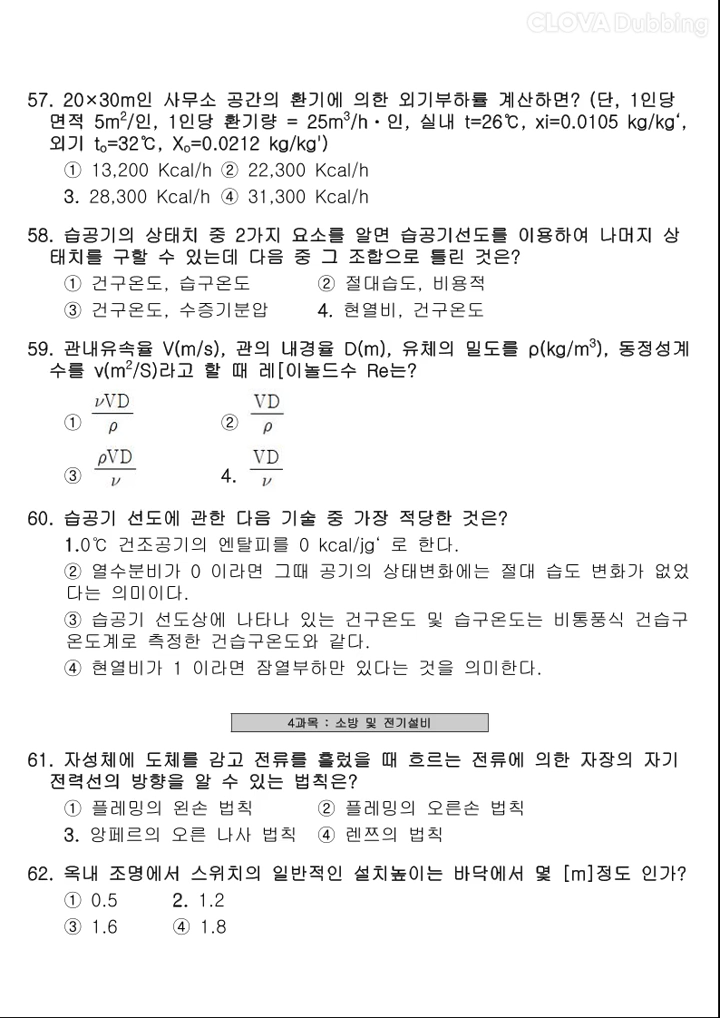 CLOVA Dubbing
57. 20×30m인 사무소 공간의 환기에 의한 외기부하를 계산하면? (단, 1인당
면적 5m²/인, 1인당 환기량 = 25m³/h·인, 실내 t=26℃, xi=0.0105 kg/kg‘,
외기 tₒ=32℃, Xₒ=0.0212 kg/kg')
① 13,200 Kcal/h ② 22,300 Kcal/h
3. 28,300 Kcal/h ④ 31,300 Kcal/h
58. 습공기의 상태치 중 2가지 요소를 알면 습공기선도를 이용하여 나머지 상
태치를 구할 수 있는데 다음 중 그 조합으로 틀린 것은?
① 건구온도, 습구온도 ② 절대습도, 비용적
③ 건구온도, 수증기분압 4. 현열비, 건구온도
59. 관내유속율 V(m/s), 관의 내경율 D(m), 유체의 밀도를 ρ(kg/m³), 동정성계
수를 v(m²/S)라고 할 때 레[이놀드수 Re는?
① νVD/ρ ② VD/ρ
③ ρVD/ν 4. VD/ν
60. 습공기 선도에 관한 다음 기술 중 가장 적당한 것은?
1.0℃ 건조공기의 엔탈피를 0 kcal/jg‘ 로 한다.
② 열수분비가 0 이라면 그때 공기의 상태변화에는 절대 습도 변화가 없었
다는 의미이다.
③ 습공기 선도상에 나타나 있는 건구온도 및 습구온도는 비통풍식 건습구
온도계로 측정한 건습구온도와 같다.
④ 현열비가 1 이라면 잠열부하만 있다는 것을 의미한다.
4과목 : 소방 및 전기설비
61. 자성체에 도체를 감고 전류를 흘렀을 때 흐르는 전류에 의한 자장의 자기
전력선의 방향을 알 수 있는 법칙은?
① 플레밍의 왼손 법칙 ② 플레밍의 오른손 법칙
3. 앙페르의 오른 나사 법칙 ④ 렌쯔의 법칙
62. 옥내 조명에서 스위치의 일반적인 설치높이는 바닥에서 몇 [m]정도 인가?
① 0.5 2. 1.2
③ 1.6 ④ 1.8